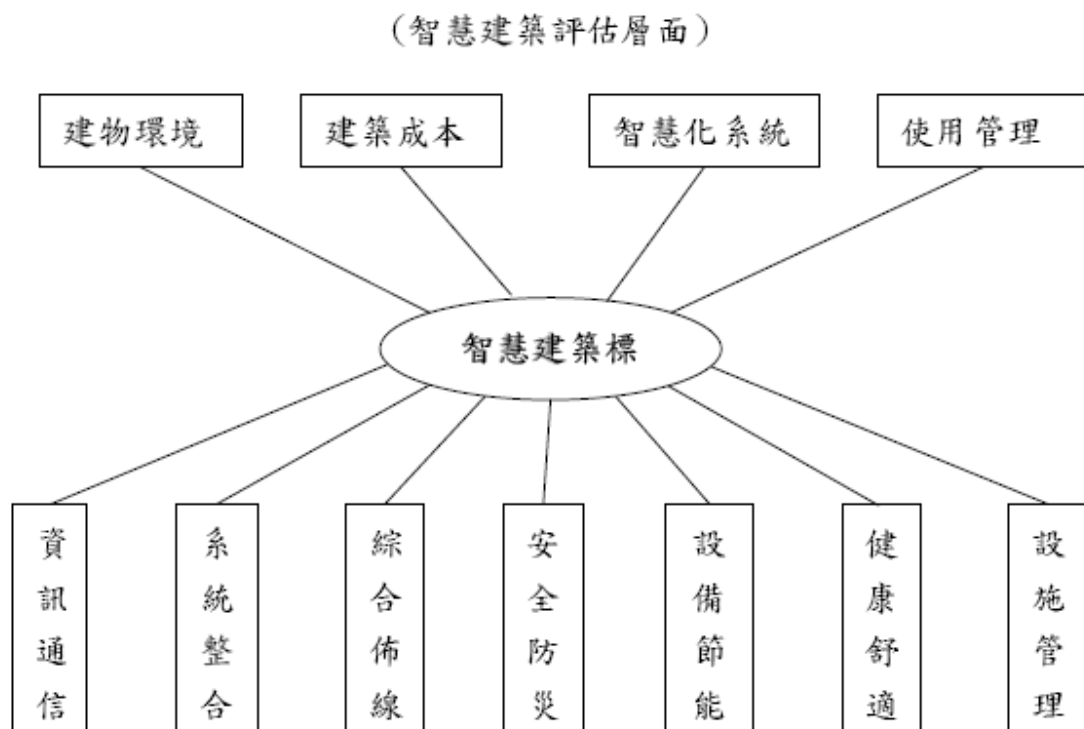 （智慧建築評估層面）
建物環境
建築成本
智慧化系統
使用管理
智慧建築標
資訊通信
系統整合
綜合佈線
安全防災
設備節能
健康舒適
設施管理